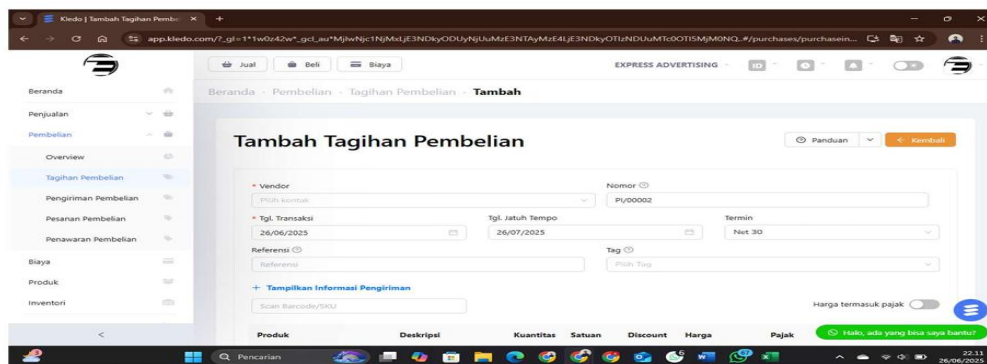 Kledo | Tambah Tagihan Pembe
app.kledo.com/?_gl=1*1w0z42w*_gcl_au*
Jual Beli Biaya EXPRESS ADVERTISING ID
Beranda
Beranda - Pembelian - Tagihan Pembelian - Tambah
Penjualan
Pembelian
Tambah Tagihan Pembelian
Panduan
Kembali
Overview
Tagihan Pembelian
Pengiriman Pembelian
Pesanan Pembelian
Penawaran Pembelian
Biaya
Produk
Inventori
<
* Vendor Nomor
Pilih kontak PI/00002
* Tgl. Transaksi Tgl. Jatuh Tempo Termin
26/06/2025 26/07/2025 Net 30
Referensi Tag
Referensi Pilih Tag
+ Tampilkan Informasi Pengiriman
Scan Barcode/SKU Harga termasuk pajak
Produk Deskripsi Kuantitas Satuan Discount Harga Pajak
Halo, ada yang bisa saya bantu?
Pencarian
22.11
26/06/2025